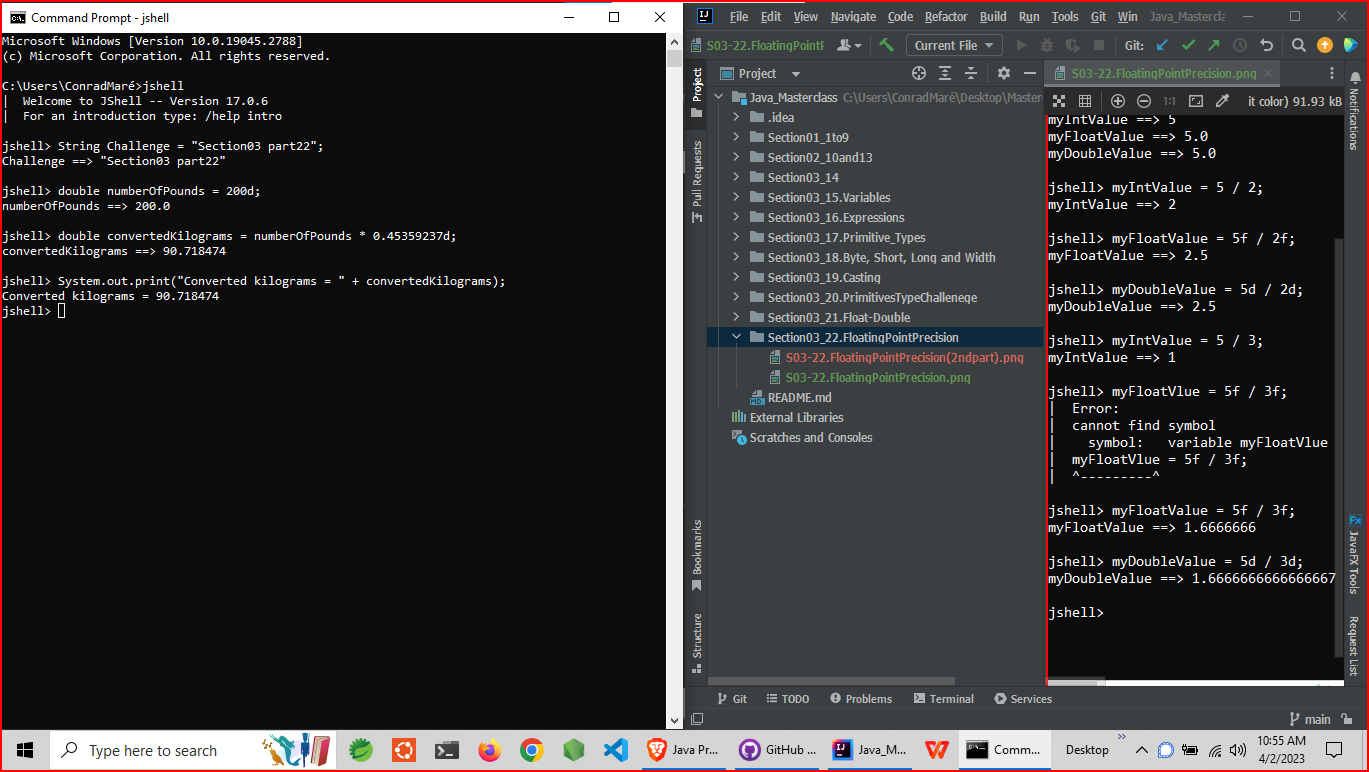 Command Prompt - jshell
Microsoft Windows [Version 10.0.19045.2788]
(c) Microsoft Corporation. All rights reserved.
C:\Users\ConradMaré>jshell
|  Welcome to JShell -- Version 17.0.6
|  For an introduction type: /help intro
jshell> String Challenge = "Section03 part22";
Challenge ==> "Section03 part22"
jshell> double numberOfPounds = 200d;
numberOfPounds ==> 200.0
jshell> double convertedKilograms = numberOfPounds * 0.45359237d;
convertedKilograms ==> 90.718474
jshell> System.out.print("Converted kilograms = " + convertedKilograms);
Converted kilograms = 90.718474
jshell>
File Edit View Navigate Code Refactor Build Run Tools Git Win Java_Mastercla
S03-22.FloatingPointF
Current File
Git:
Project
S03-22.FloatingPointPrecision.png
1:1
it color) 91.93 kB
Project
Pull Requests
Bookmarks
Structure
Java_Masterclass C:\Users\ConradMaré\Desktop\Master
.idea
Section01_1to9
Section02_10and13
Section03_14
Section03_15.Variables
Section03_16.Expressions
Section03_17.Primitive_Types
Section03_18.Byte, Short, Long and Width
Section03_19.Casting
Section03_20.PrimitivesTypeChallenege
Section03_21.Float-Double
Section03_22.FloatingPointPrecision
S03-22.FloatingPointPrecision(2ndpart).png
S03-22.FloatingPointPrecision.png
README.md
External Libraries
Scratches and Consoles
myIntValue ==> 5
myFloatValue ==> 5.0
myDoubleValue ==> 5.0
jshell> myIntValue = 5 / 2;
myIntValue ==> 2
jshell> myFloatValue = 5f / 2f;
myFloatValue ==> 2.5
jshell> myDoubleValue = 5d / 2d;
myDoubleValue ==> 2.5
jshell> myIntValue = 5 / 3;
myIntValue ==> 1
jshell> myFloatVlue = 5f / 3f;
|  Error:
|  cannot find symbol
|    symbol:   variable myFloatVlue
|  myFloatVlue = 5f / 3f;
|  ^---------^
jshell> myFloatValue = 5f / 3f;
myFloatValue ==> 1.6666666
jshell> myDoubleValue = 5d / 3d;
myDoubleValue ==> 1.6666666666666667
jshell>
Notifications
JavaFX Tools
Request List
Git TODO Problems Terminal Services
main
Type here to search
Java Pr...
GitHub ...
Java_M...
Comm...
Desktop
10:55 AM
4/2/2023